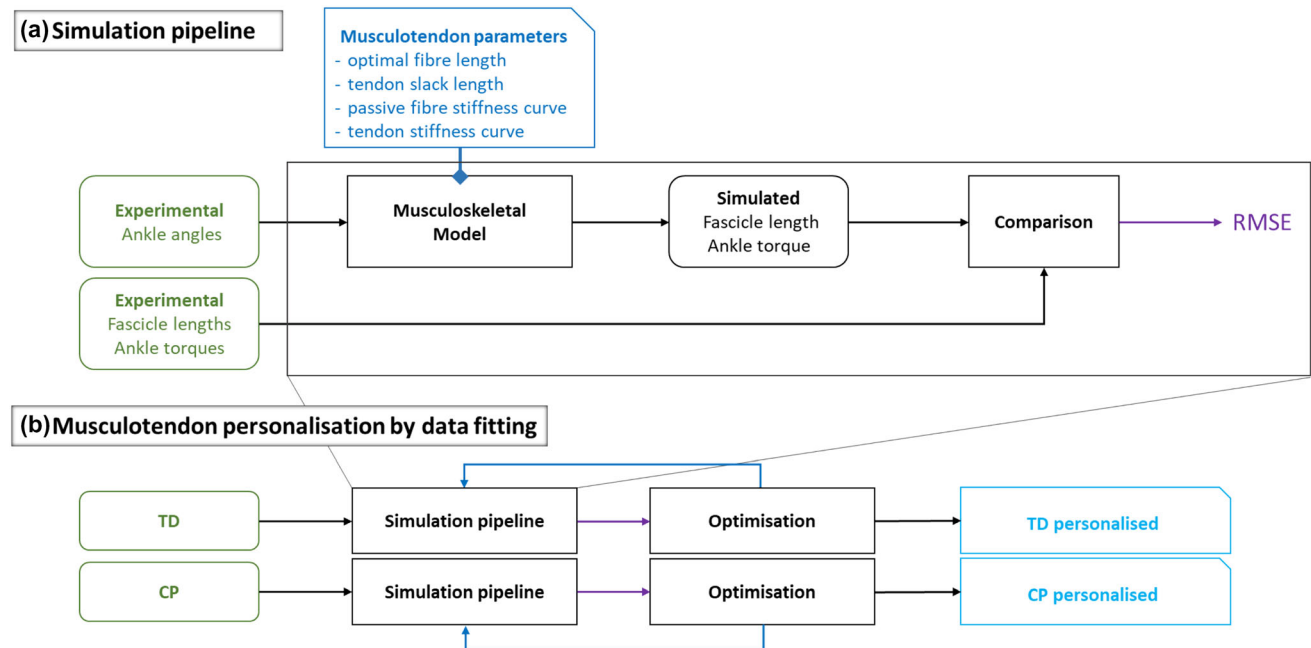 (a) Simulation pipeline
Musculotendon parameters
- optimal fibre length
- tendon slack length
- passive fibre stiffness curve
- tendon stiffness curve
Experimental
Ankle angles
Musculoskeletal
Model
Simulated
Fascicle length
Ankle torque
Comparison
RMSE
Experimental
Fascicle lengths
Ankle torques
(b) Musculotendon personalisation by data fitting
TD
Simulation pipeline
Optimisation
TD personalised
CP
Simulation pipeline
Optimisation
CP personalised